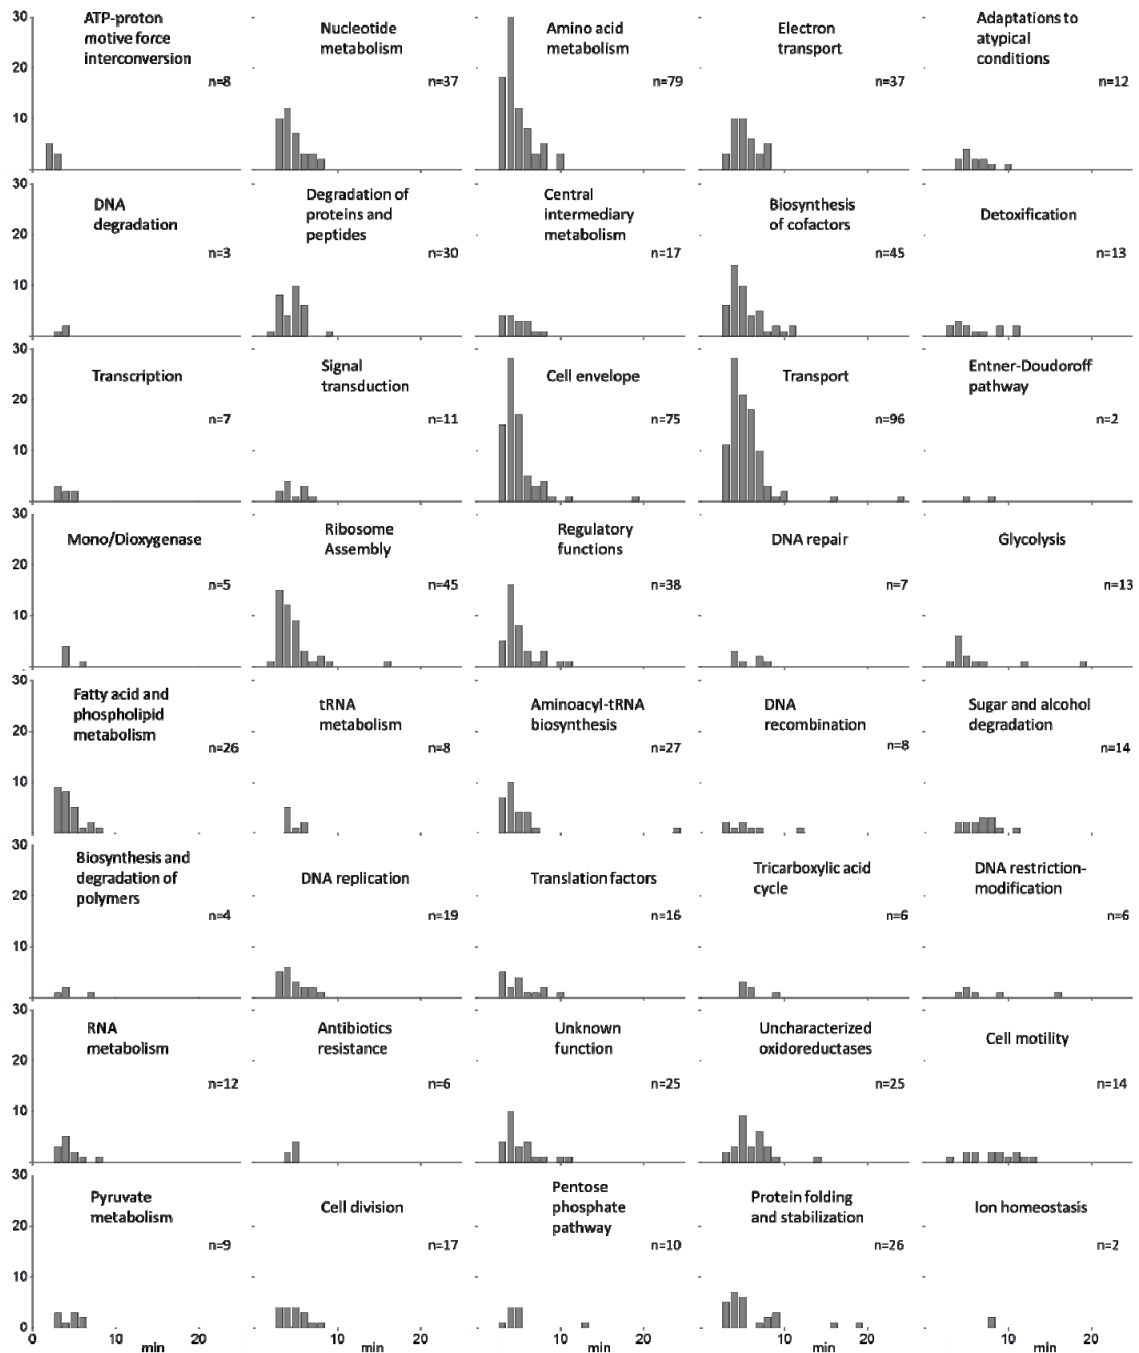 30
20
10
ATP-proton
motive force
interconversion
n=8
Nucleotide
metabolism
n=37
Amino acid
metabolism
n=79
Electron
transport
n=37
Adaptations to
atypical
conditions
n=12
30
20
10
DNA
degradation
n=3
Degradation of
proteins and
peptides
n=30
Central
intermediary
metabolism
n=17
Biosynthesis
of cofactors
n=45
Detoxification
n=13
30
20
10
Transcription
n=7
Signal
transduction
n=11
Cell envelope
n=75
Transport
n=96
Entner-Doudoroff
pathway
n=2
30
20
10
Mono/Dioxygenase
n=5
Ribosome
Assembly
n=45
Regulatory
functions
n=38
DNA repair
n=7
Glycolysis
n=13
30
20
10
Fatty acid and
phospholipid
metabolism
n=26
tRNA
metabolism
n=8
Aminoacyl-tRNA
biosynthesis
n=27
DNA
recombination
n=8
Sugar and alcohol
degradation
n=14
30
20
10
Biosynthesis and
degradation of
polymers
n=4
DNA replication
n=19
Translation factors
n=16
Tricarboxylic acid
cycle
n=6
DNA restriction-
modification
n=6
30
20
10
RNA
metabolism
n=12
Antibiotics
resistance
n=6
Unknown
function
n=25
Uncharacterized
oxidoreductases
n=25
Cell motility
n=14
30
20
10
0
Pyruvate
metabolism
n=9
Cell division
n=17
Pentose
phosphate
pathway
n=10
Protein folding
and stabilization
n=26
Ion homeostasis
n=2
0 10 20 10 20 10 20 10 20 10 20
min min min min min